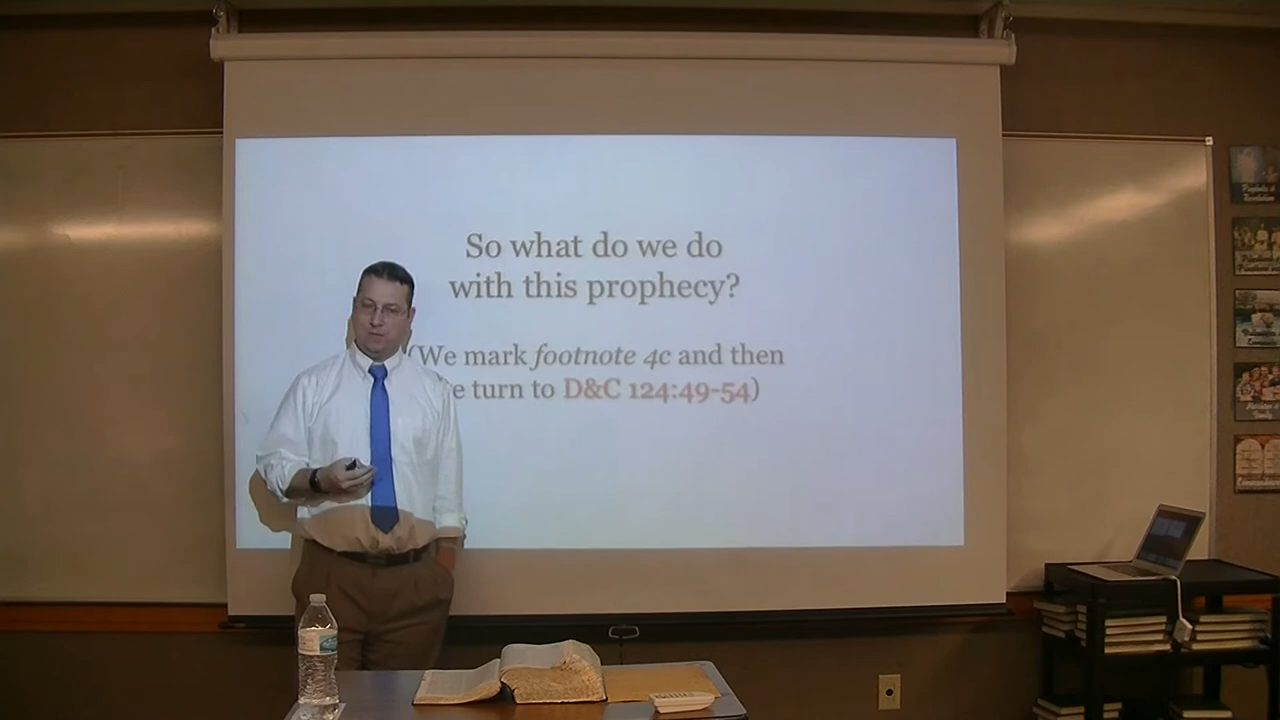 So what do we do
with this prophecy?
(We mark footnote 4c and then
e turn to D&C 124:49-54)